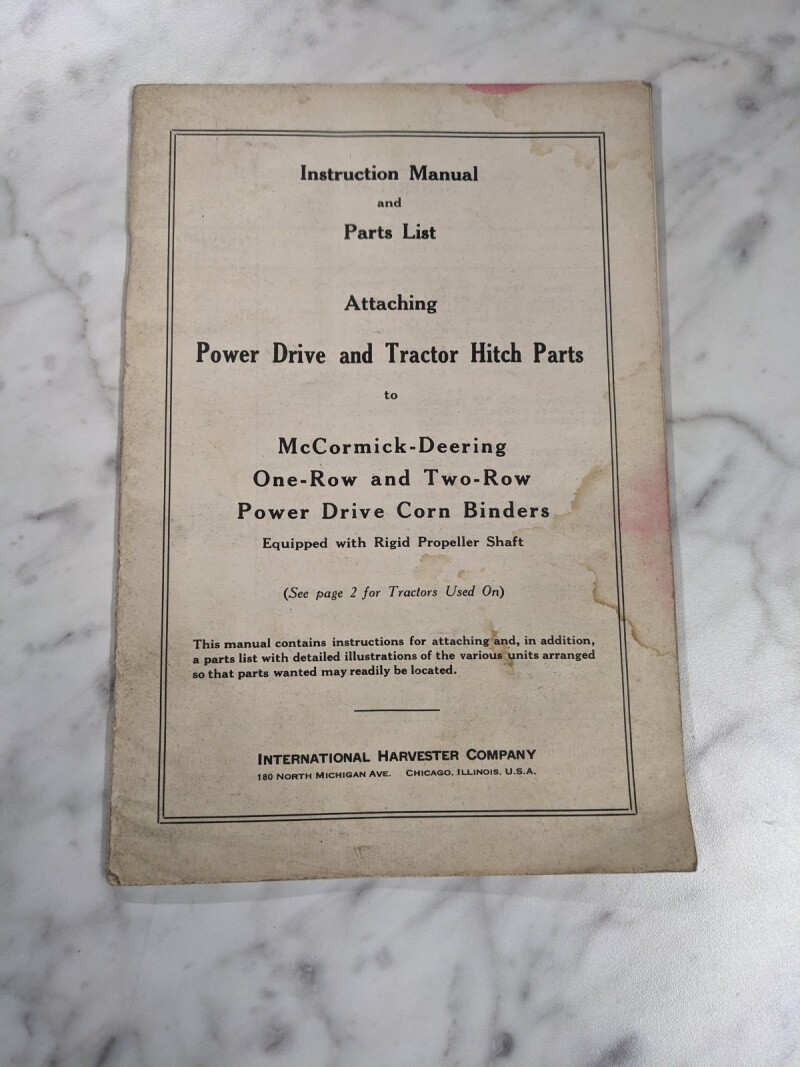 Instruction Manual
and
Parts List
Attaching
Power Drive and Tractor Hitch Parts
to
McCormick-Deering
One-Row and Two-Row
Power Drive Corn Binders
Equipped with Rigid Propeller Shaft
(See page 2 for Tractors Used On)
This manual contains instructions for attaching and, in addition,
a parts list with detailed illustrations of the various units arranged
so that parts wanted may readily be located.
INTERNATIONAL HARVESTER COMPANY
180 NORTH MICHIGAN AVE. CHICAGO, ILLINOIS, U.S.A.